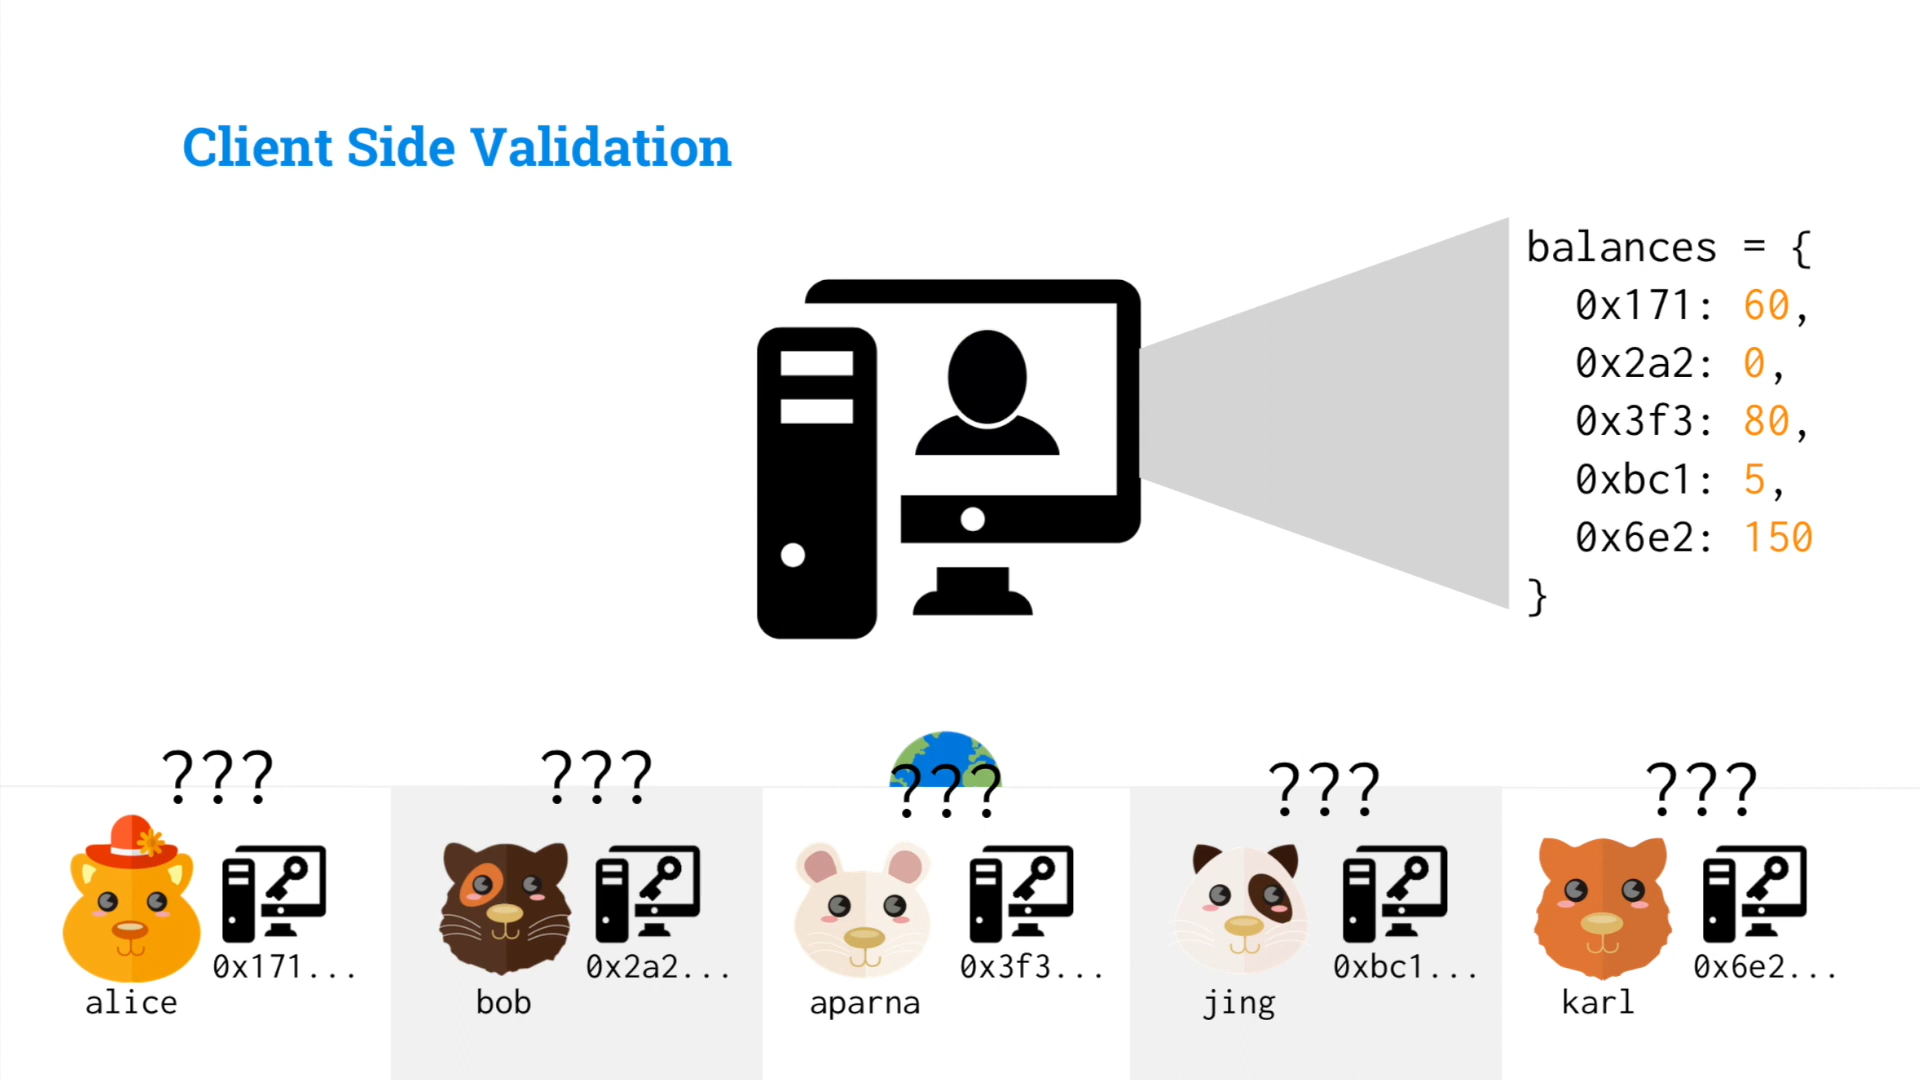 Client Side Validation
balances = {
0x171: 60,
0x2a2: 0,
0x3f3: 80,
0xbc1: 5,
0x6e2: 150
}
??? ??? ??? ??? ???
0x171... 0x2a2... 0x3f3... 0xbc1... 0x6e2...
alice bob aparna jing karl